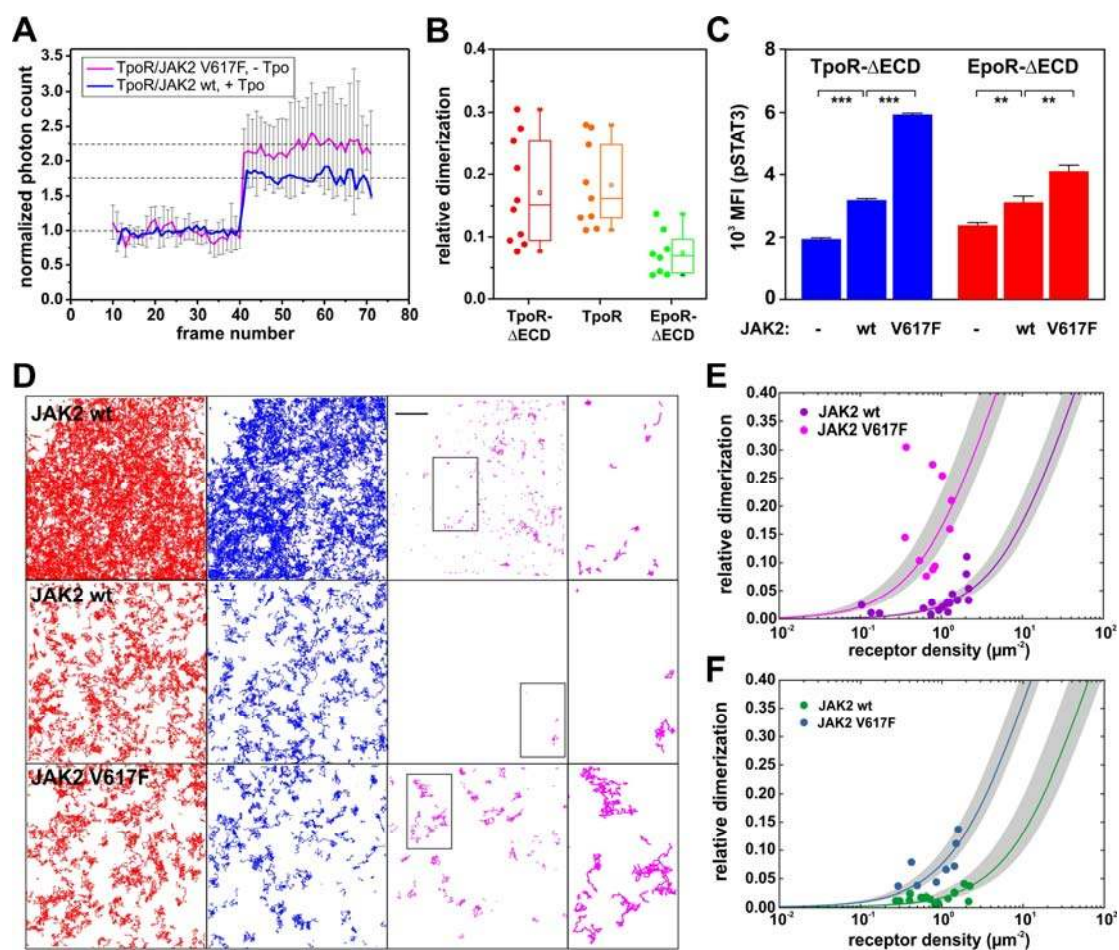 A
normalized photon count
3.5
3.0
2.5
2.0
1.5
1.0
0.5
0.0
TpoR/JAK2 V617F, - Tpo
TpoR/JAK2 wt, + Tpo
0 10 20 30 40 50 60 70 80
frame number
B
relative dimerization
0.4
0.3
0.2
0.1
0.0
TpoR-
ΔECD
TpoR
EpoR-
ΔECD
C
10³ MFI (pSTAT3)
8
6
4
2
0
TpoR-ΔECD
EpoR-ΔECD
*** ***
** **
JAK2: - wt V617F - wt V617F
D
JAK2 wt
JAK2 wt
JAK2 V617F
E
relative dimerization
0.40
0.35
0.30
0.25
0.20
0.15
0.10
0.05
0.00
JAK2 wt
JAK2 V617F
10⁻² 10⁻¹ 10⁰ 10¹ 10²
receptor density (µm⁻²)
F
relative dimerization
0.40
0.35
0.30
0.25
0.20
0.15
0.10
0.05
0.00
JAK2 wt
JAK2 V617F
10⁻² 10⁻¹ 10⁰ 10¹ 10²
receptor density (µm⁻²)